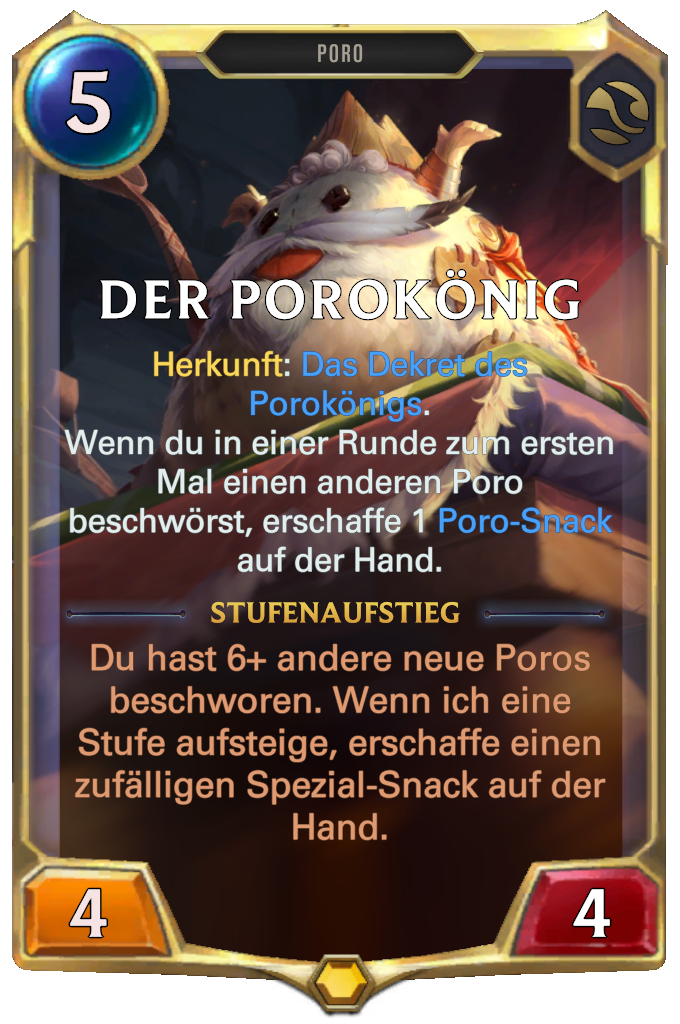 PORO
5
DER POROKÖNIG
Herkunft: Das Dekret des
Porokönigs.
Wenn du in einer Runde zum ersten
Mal einen anderen Poro
beschwörst, erschaffe 1 Poro-Snack
auf der Hand.
STUFENAUFSTIEG
Du hast 6+ andere neue Poros
beschworen. Wenn ich eine
Stufe aufsteige, erschaffe einen
zufälligen Spezial-Snack auf der
Hand.
4
4